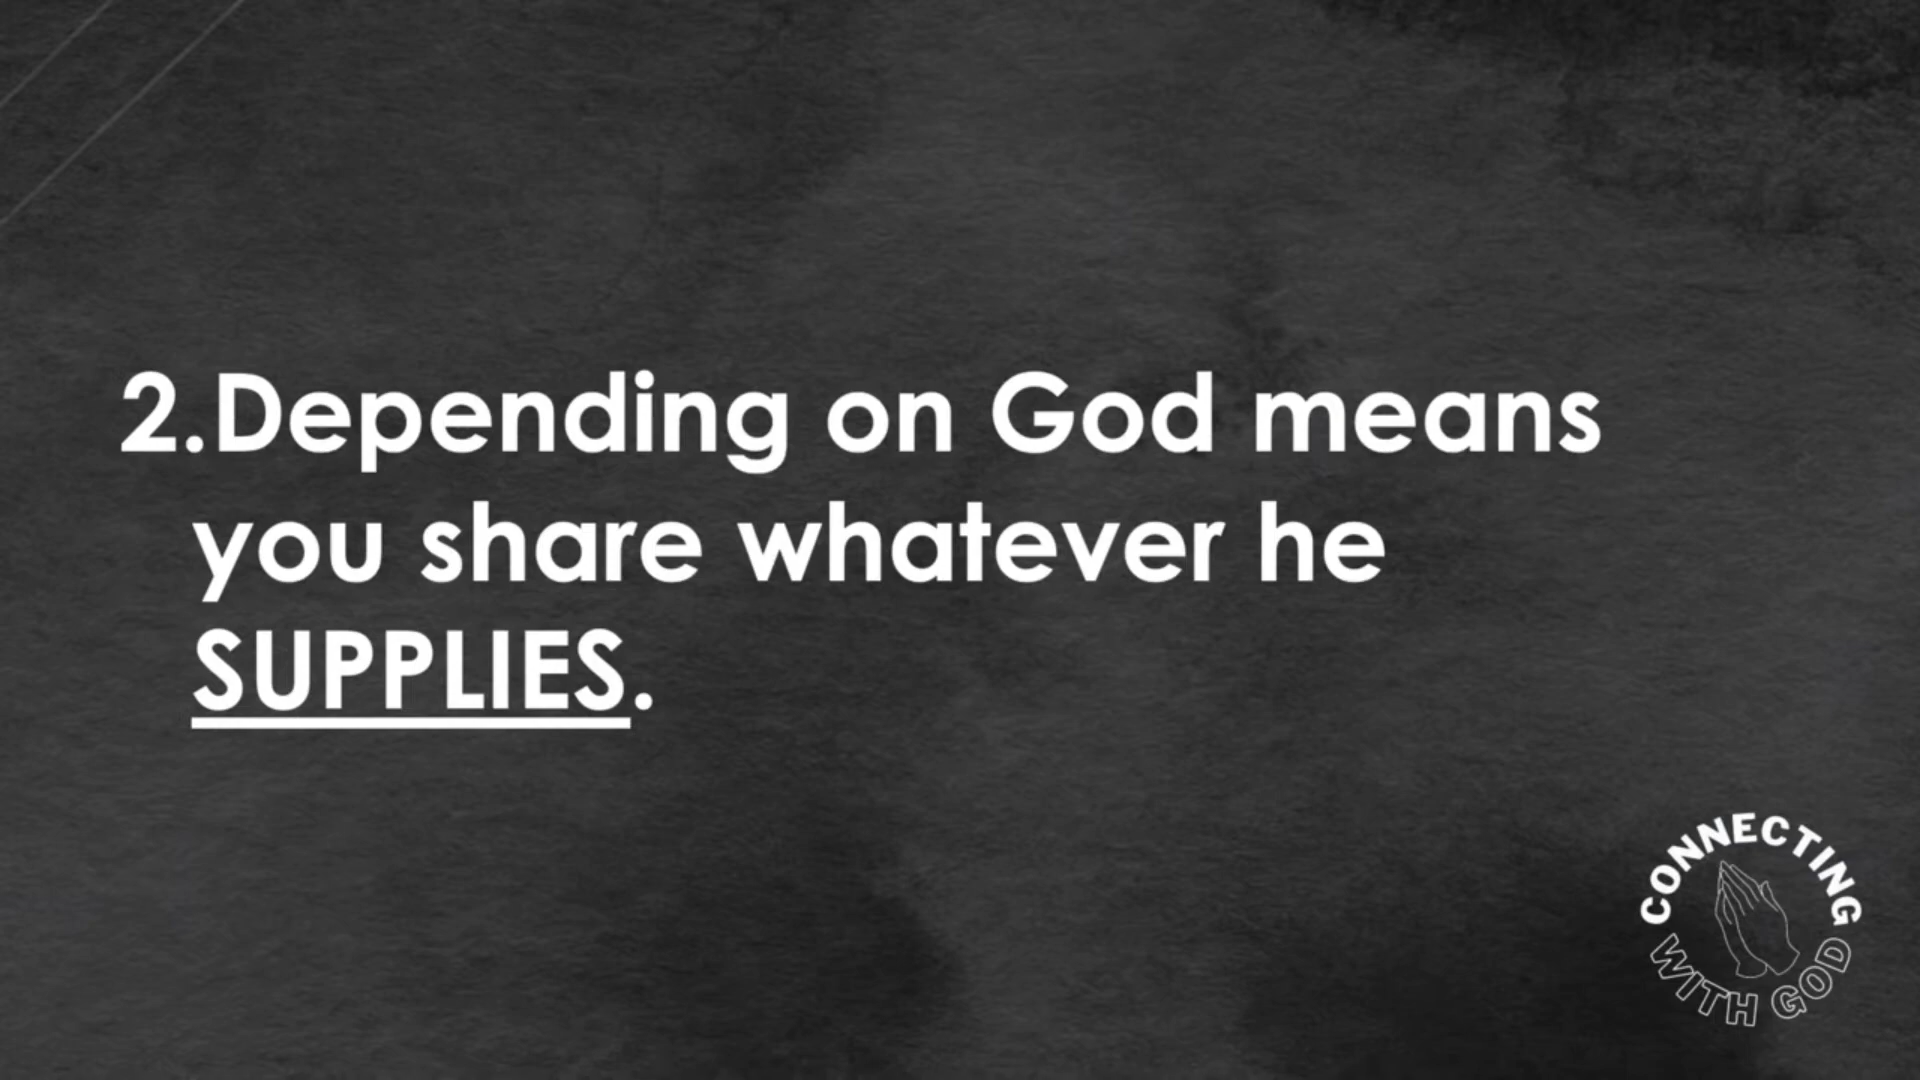 2.Depending on God means
you share whatever he
SUPPLIES.
CONNECTING
WITH GOD